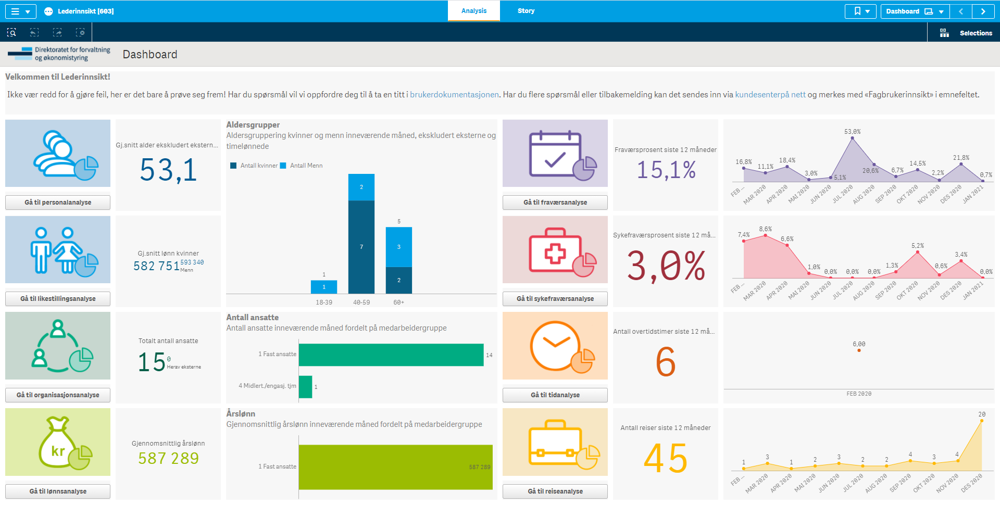 Lederinnsikt [603]
Analysis
Story
Dashboard
Selections
Direktoratet for forvaltning
og økonomistyring
Dashboard
Velkommen til Lederinnsikt!
Ikke vær redd for å gjøre feil, her er det bare å prøve seg frem! Har du spørsmål vil vi oppfordre deg til å ta en titt i brukerdokumentasjonen. Har du flere spørsmål eller tilbakemelding kan det sendes inn via kundesenterpå nett og merkes med «Fagbrukerinnsikt» i emnefeltet.
Gå til personalanalyse
Gj.snitt alder ekskludert ekstern...
53,1
Gå til likestillingsanalyse
Gj.snitt lønn kvinner
582 751 593 340
Menn
Aldersgrupper
Aldersgruppering kvinner og menn inneværende måned, ekskludert eksterne og
timelønnede
Antall kvinner Antall Menn
2
7
5
3
2
1
1
18-39 40-59 60+
Gå til fraværsanalyse
Fraværsprosent siste 12 måneder
15,1%
16,8% 11,1% 18,4% 3,0% 5,1% 53,0% 20,6% 6,7% 14,5% 2,2% 21,8% 0,7%
FEB ... MAR 2020 APR 2020 MAI 2020 JUN 2020 JUL 2020 AUG 2020 SEP 2020 OKT 2020 NOV 2020 DES 2020 JAN 2021
Gå til sykefraværsanalyse
Sykefraværsprosent siste 12 må...
3,0%
7,4% 8,6% 6,6% 1,0% 0,0% 0,0% 0,0% 1,3% 5,2% 0,6% 3,4% 0,0%
FEB ... MAR 2020 APR 2020 MAI 2020 JUN 2020 JUL 2020 AUG 2020 SEP 2020 OKT 2020 NOV 2020 DES 2020 JAN 2021
Gå til organisasjonsanalyse
Totalt antall ansatte
15 0
Herav eksterne
Antall ansatte
Antall ansatte inneværende måned fordelt på medarbeidergruppe
1 Fast ansatte 14
4 Midlert./engasj. tjm 1
Gå til tidanalyse
Antall overtidstimer siste 12 må...
6
6,00
FEB 2020
kr
Gå til lønnsanalyse
Gjennomsnittlig årslønn
587 289
Årslønn
Gjennomsnittlig årslønn inneværende måned fordelt på medarbeidergruppe
1 Fast ansatte 587 289
Gå til reiseanalyse
Antall reiser siste 12 måneder
45
1 3 1 2 3 2 2 4 3 4 20
FEB ... MAR 2020 APR 2020 MAI 2020 JUN 2020 JUL 2020 AUG 2020 SEP 2020 OKT 2020 NOV 2020 DES 2020